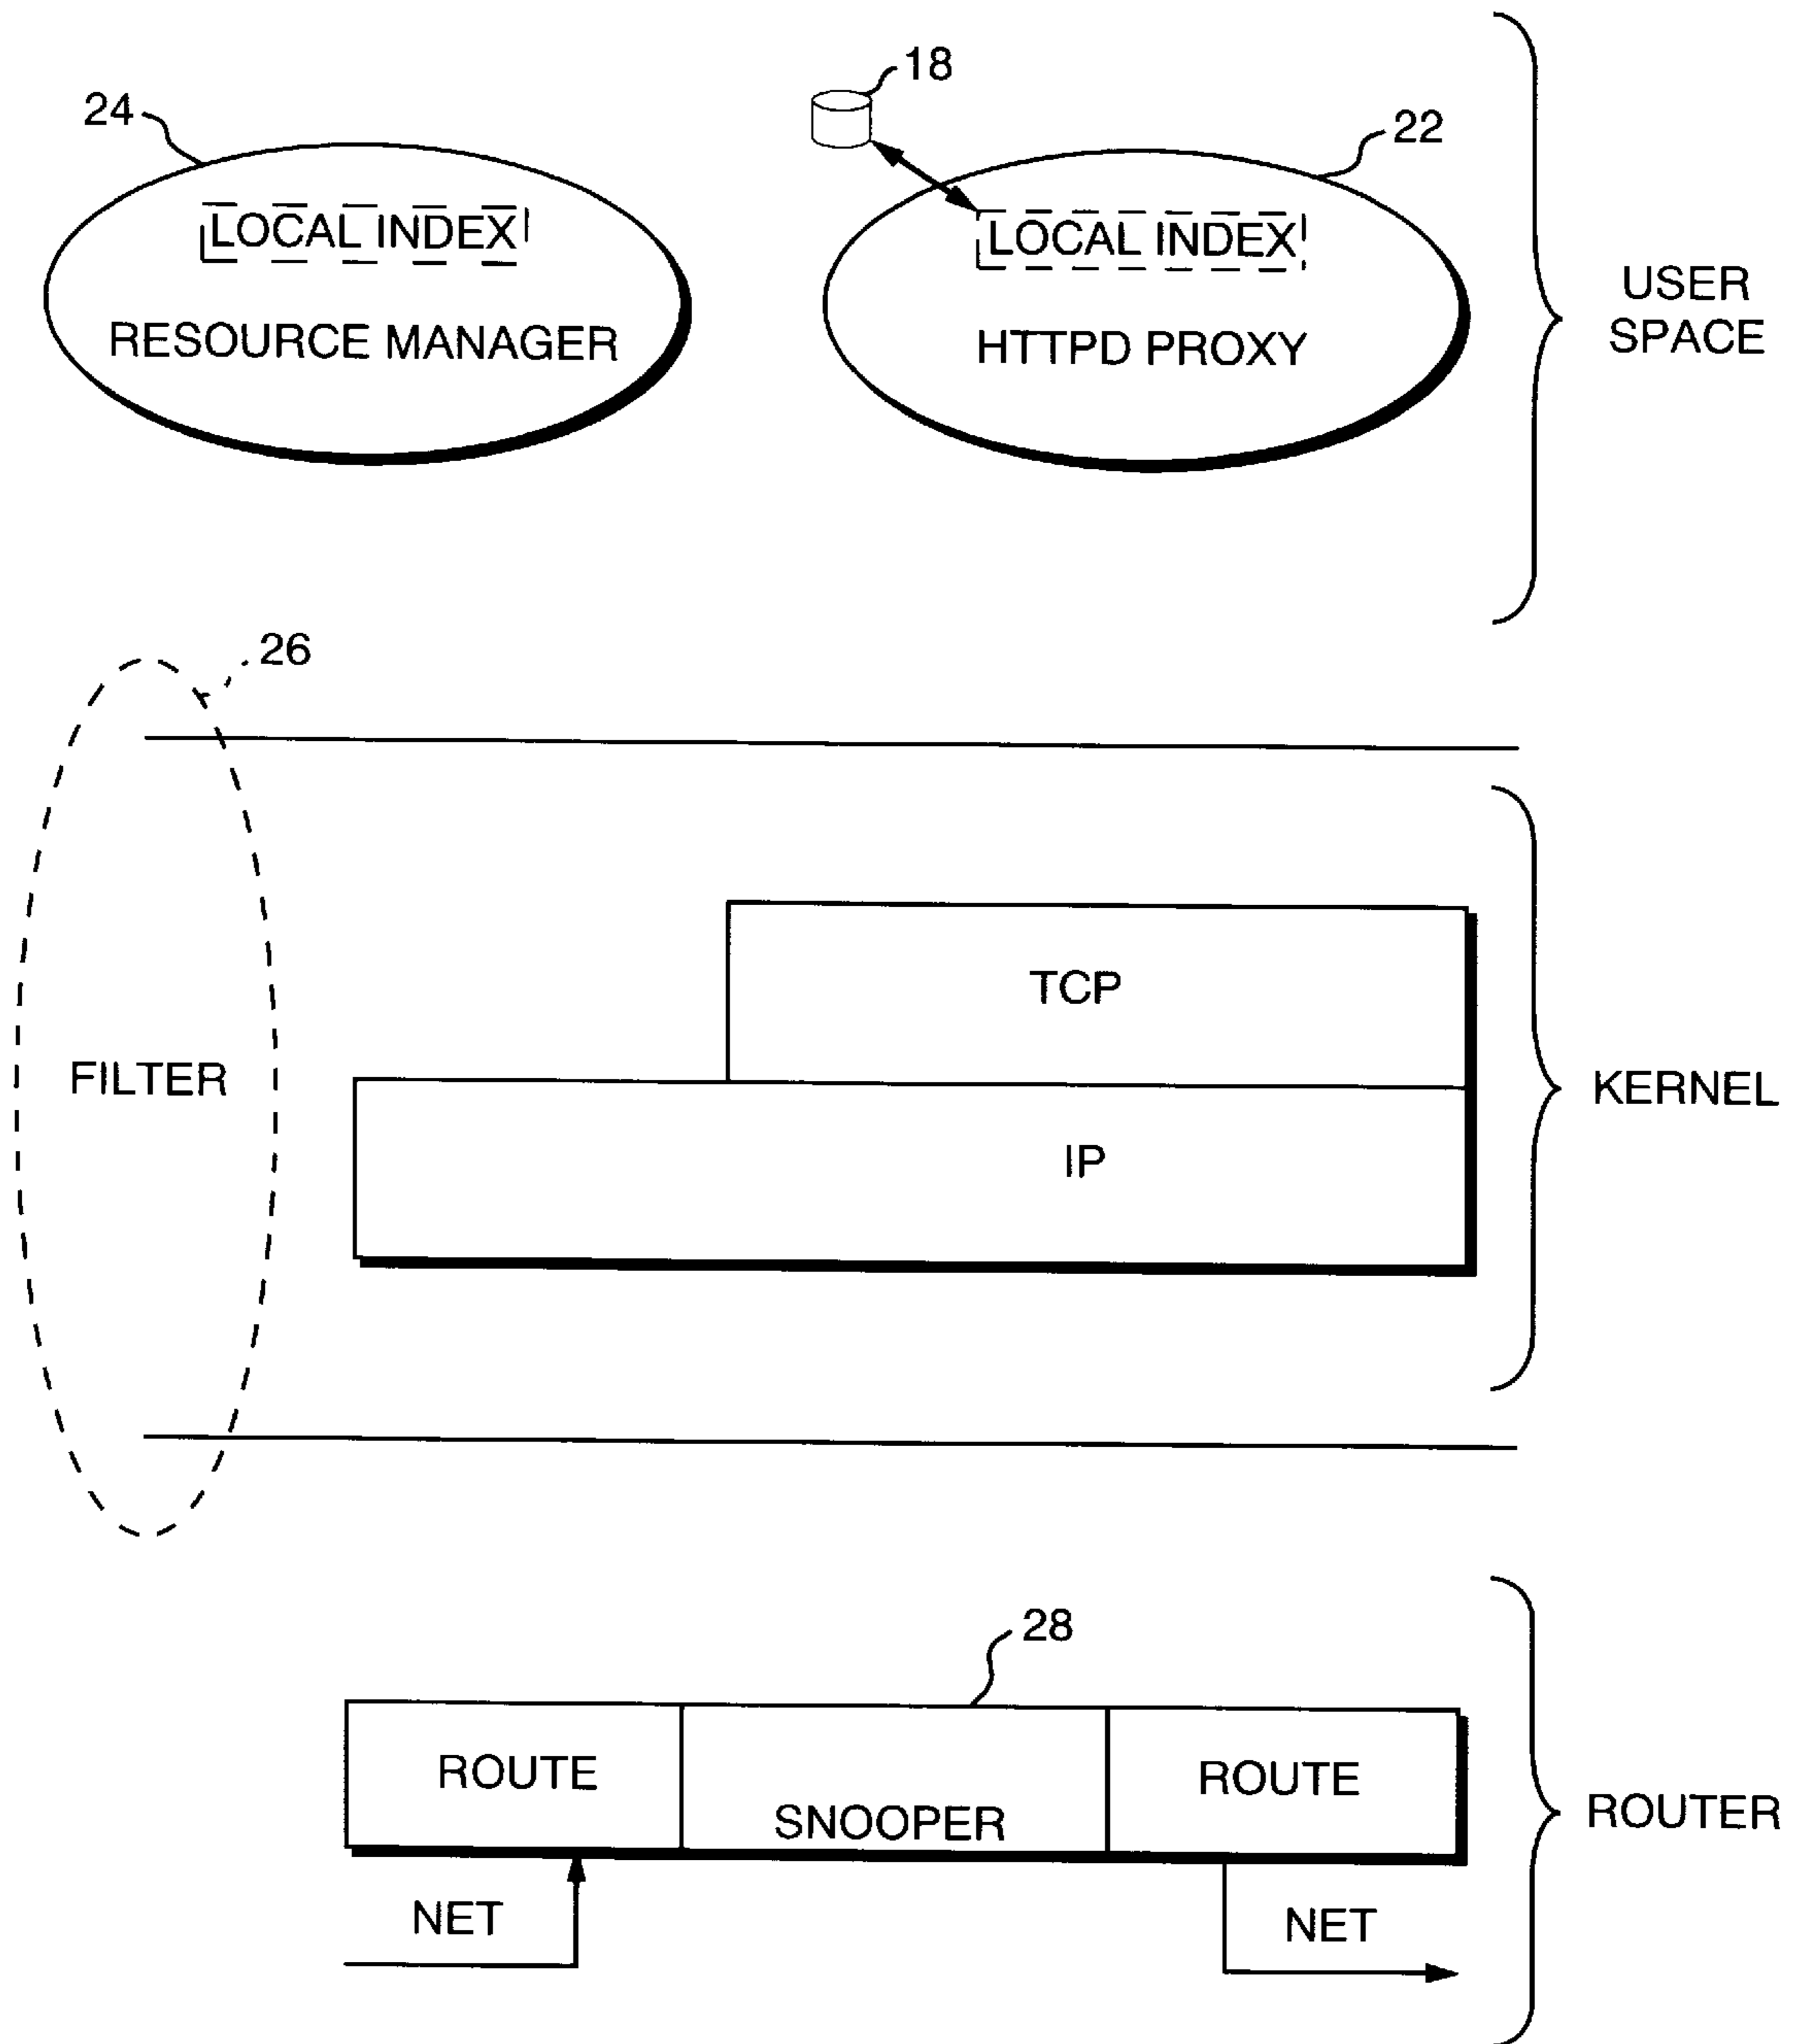 18
24
22
LOCAL INDEX
LOCAL INDEX
RESOURCE MANAGER
HTTPD PROXY
USER
SPACE
26
TCP
FILTER
KERNEL
IP
28
ROUTE
SNOOPER
ROUTE
ROUTER
NET
NET